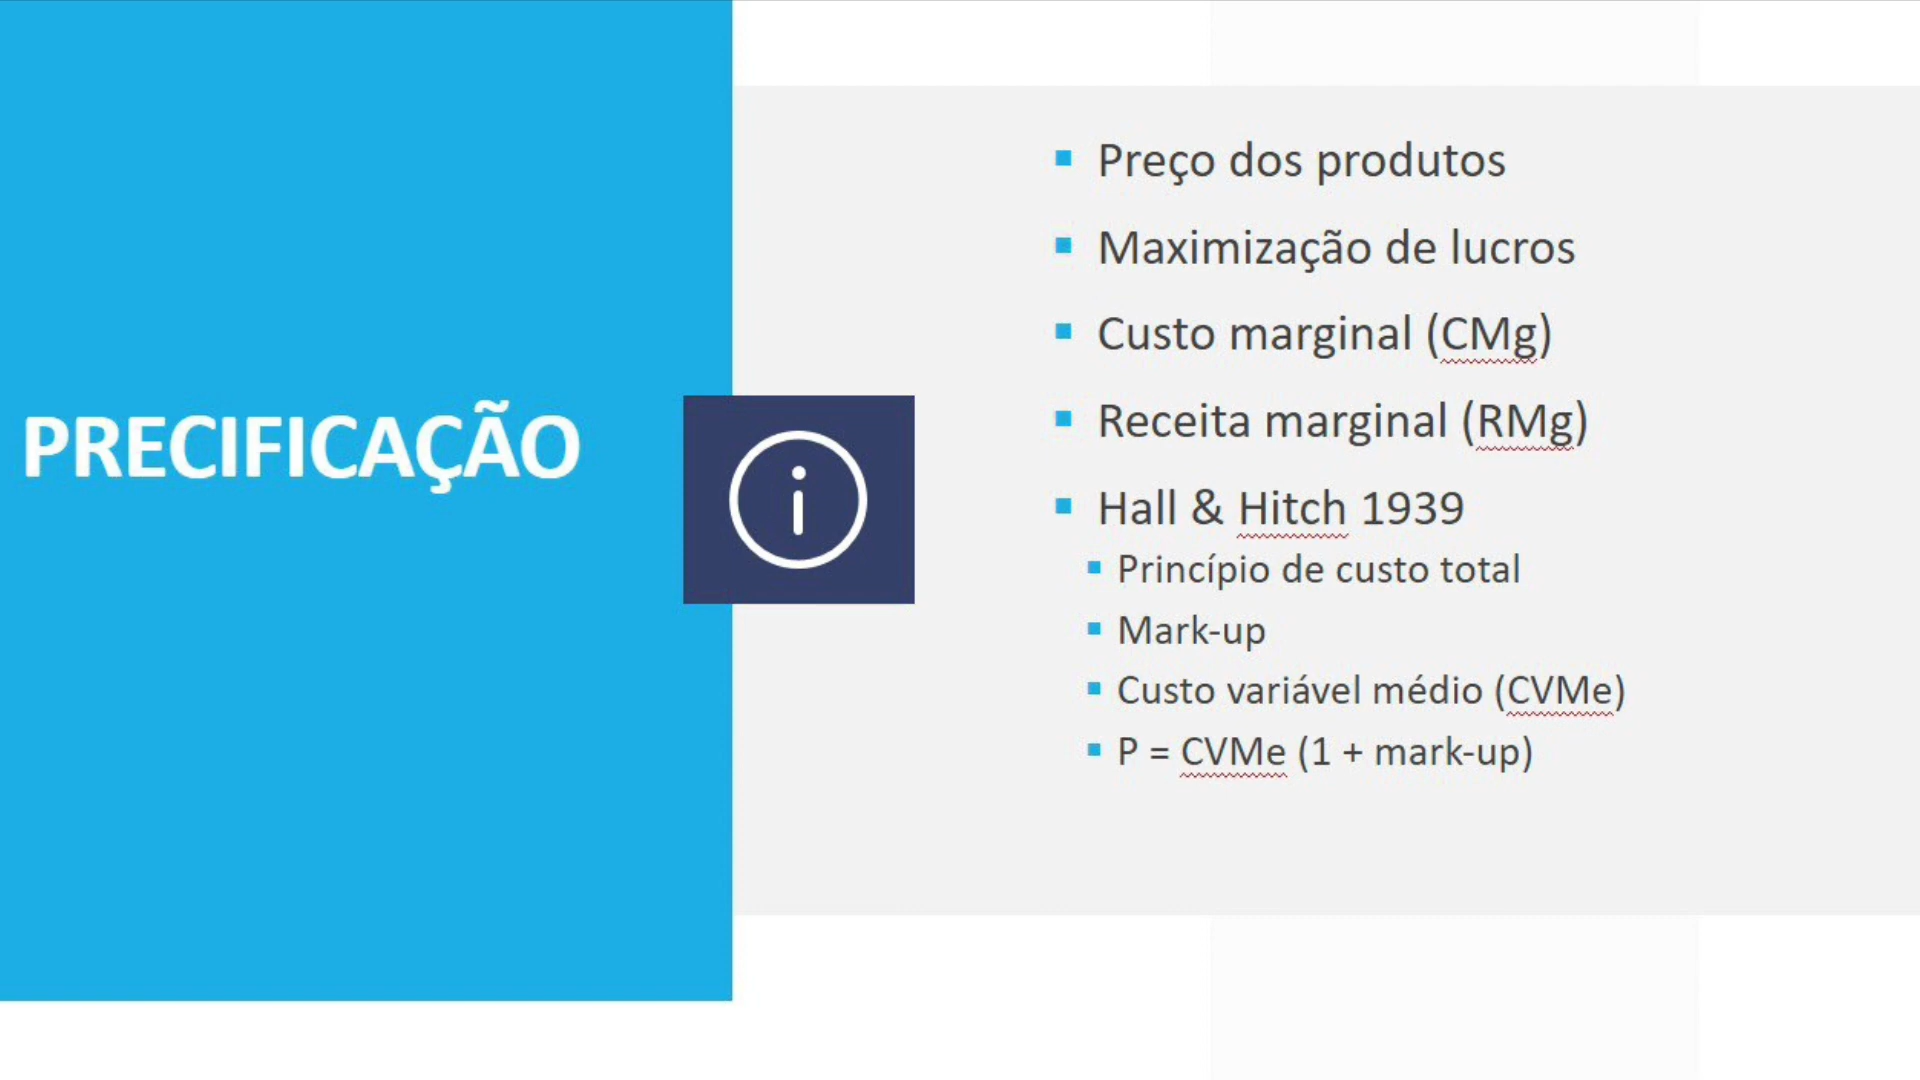 PRECIFICAÇÃO
Preço dos produtos
Maximização de lucros
Custo marginal (CMg)
Receita marginal (RMg)
Hall & Hitch 1939
Princípio de custo total
Mark-up
Custo variável médio (CVMe)
P = CVMe (1 + mark-up)